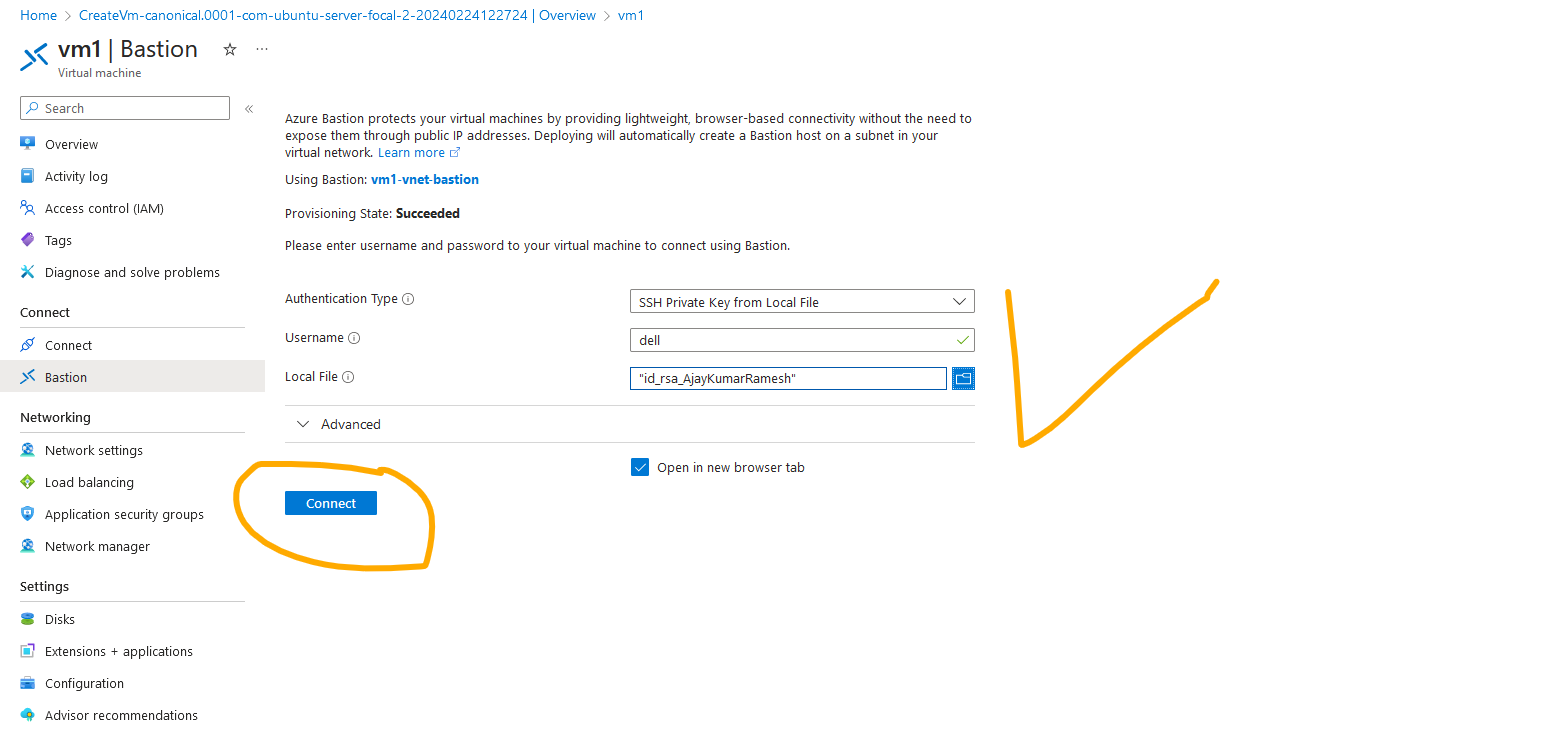 Home > CreateVm-canonical.0001-com-ubuntu-server-focal-2-20240224122724 | Overview > vm1
vm1 | Bastion
Virtual machine
Search
Overview
Activity log
Access control (IAM)
Tags
Diagnose and solve problems
Connect
Connect
Bastion
Networking
Network settings
Load balancing
Application security groups
Network manager
Settings
Disks
Extensions + applications
Configuration
Advisor recommendations
Azure Bastion protects your virtual machines by providing lightweight, browser-based connectivity without the need to
expose them through public IP addresses. Deploying will automatically create a Bastion host on a subnet in your
virtual network. Learn more
Using Bastion: vm1-vnet-bastion
Provisioning State: Succeeded
Please enter username and password to your virtual machine to connect using Bastion.
Authentication Type
SSH Private Key from Local File
Username
dell
Local File
"id_rsa_AjayKumarRamesh"
Advanced
Open in new browser tab
Connect